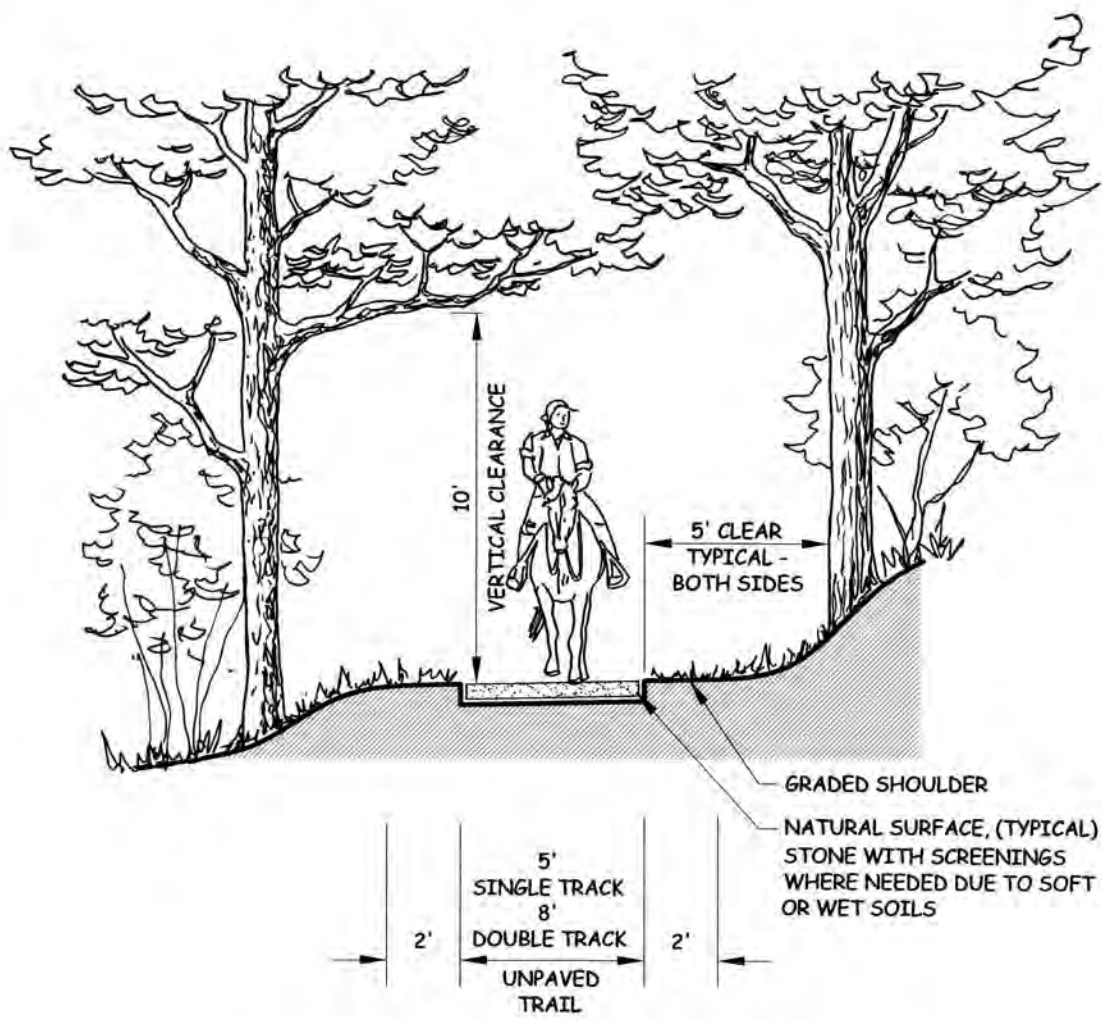 10'
VERTICAL CLEARANCE
5' CLEAR
TYPICAL -
BOTH SIDES
GRADED SHOULDER
NATURAL SURFACE, (TYPICAL)
STONE WITH SCREENINGS
WHERE NEEDED DUE TO SOFT
OR WET SOILS
5'
SINGLE TRACK
8'
DOUBLE TRACK
2'
2'
UNPAVED
TRAIL